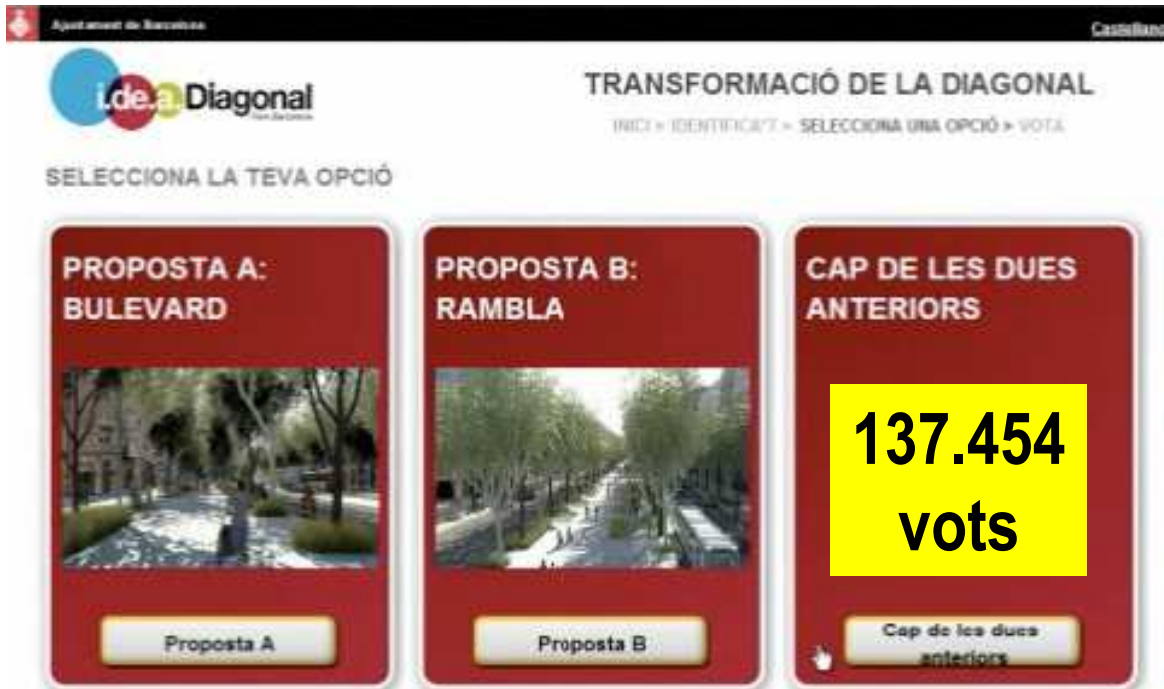 Ajuntament de Barcelona
Castellano
i.de.a. Diagonal
TRANSFORMACIÓ DE LA DIAGONAL
INICI > IDENTIFICA'T > SELECCIONA UNA OPCIÓ > VOTA
SELECCIONA LA TEVA OPCIÓ
PROPOSTA A:
BULEVARD
Proposta A
PROPOSTA B:
RAMBLA
Proposta B
CAP DE LES DUES
ANTERIORS
137.454
vots
Cap de les dues
anteriors